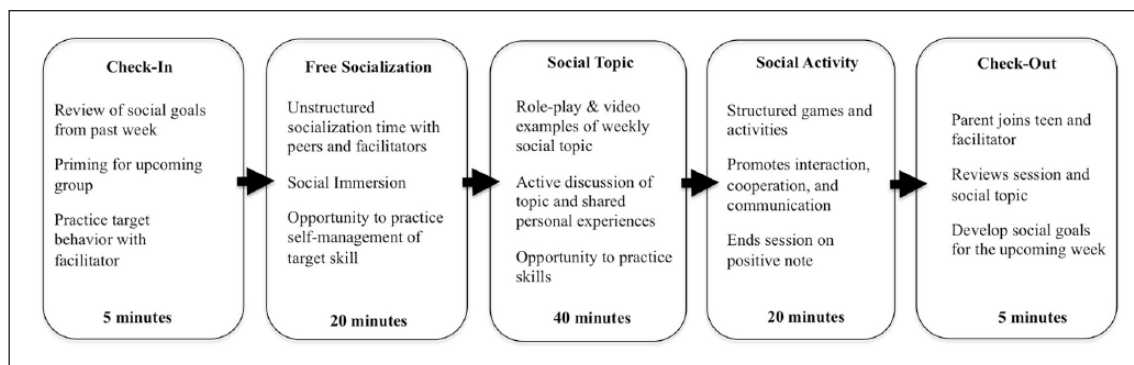 Check-In
Review of social goals
from past week
Priming for upcoming
group
Practice target
behavior with
facilitator
5 minutes
Free Socialization
Unstructured
socialization time with
peers and facilitators
Social Immersion
Opportunity to practice
self-management of
target skill
20 minutes
Social Topic
Role-play & video
examples of weekly
social topic
Active discussion of
topic and shared
personal experiences
Opportunity to practice
skills
40 minutes
Social Activity
Structured games and
activities
Promotes interaction,
cooperation, and
communication
Ends session on
positive note
20 minutes
Check-Out
Parent joins teen and
facilitator
Reviews session and
social topic
Develop social goals
for the upcoming week
5 minutes